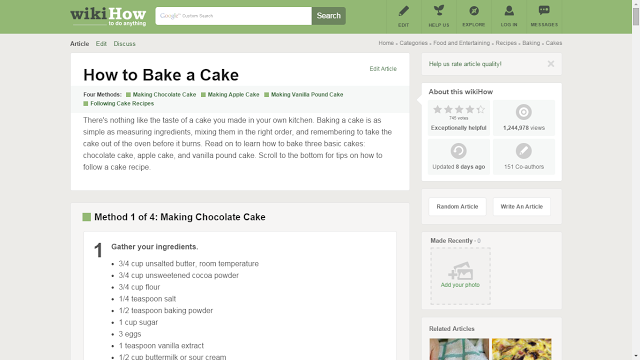 wikiHow
to do anything
Google™ Custom Search
Search
EDIT
HELP US
EXPLORE
LOG IN
MESSAGES
Article Edit Discuss
Home » Categories » Food and Entertaining » Recipes » Baking » Cakes
How to Bake a Cake
Edit Article
Four Methods: Making Chocolate Cake Making Apple Cake Making Vanilla Pound Cake
Following Cake Recipes
There's nothing like the taste of a cake you made in your own kitchen. Baking a cake is as
simple as measuring ingredients, mixing them in the right order, and remembering to take the
cake out of the oven before it burns. Read on to learn how to bake three basic cakes:
chocolate cake, apple cake, and vanilla pound cake. Scroll to the bottom for tips on how to
follow a cake recipe.
Method 1 of 4: Making Chocolate Cake
1 Gather your ingredients.
3/4 cup unsalted butter, room temperature
3/4 cup unsweetened cocoa powder
3/4 cup flour
1/4 teaspoon salt
1/2 teaspoon baking powder
1 cup sugar
3 eggs
1 teaspoon vanilla extract
1/2 cup buttermilk or sour cream
Help us rate article quality!
About this wikiHow
votes
Exceptionally helpful
1,244,978 views
Updated 8 days ago
151 Co-authors
Random Article
Write An Article
Made Recently - 0
Add your photo
Related Articles